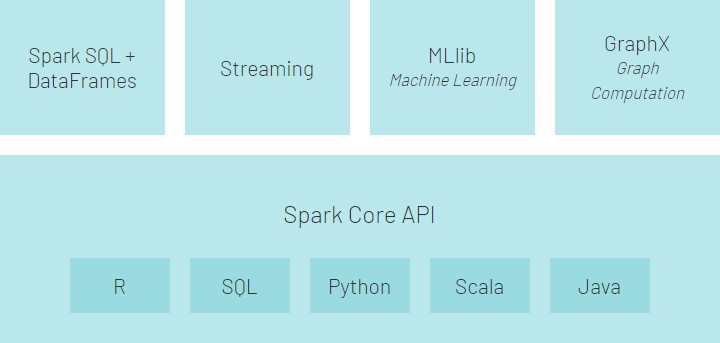 Spark SQL +
DataFrames
Streaming
MLlib
Machine Learning
GraphX
Graph
Computation
Spark Core API
R
SQL
Python
Scala
Java